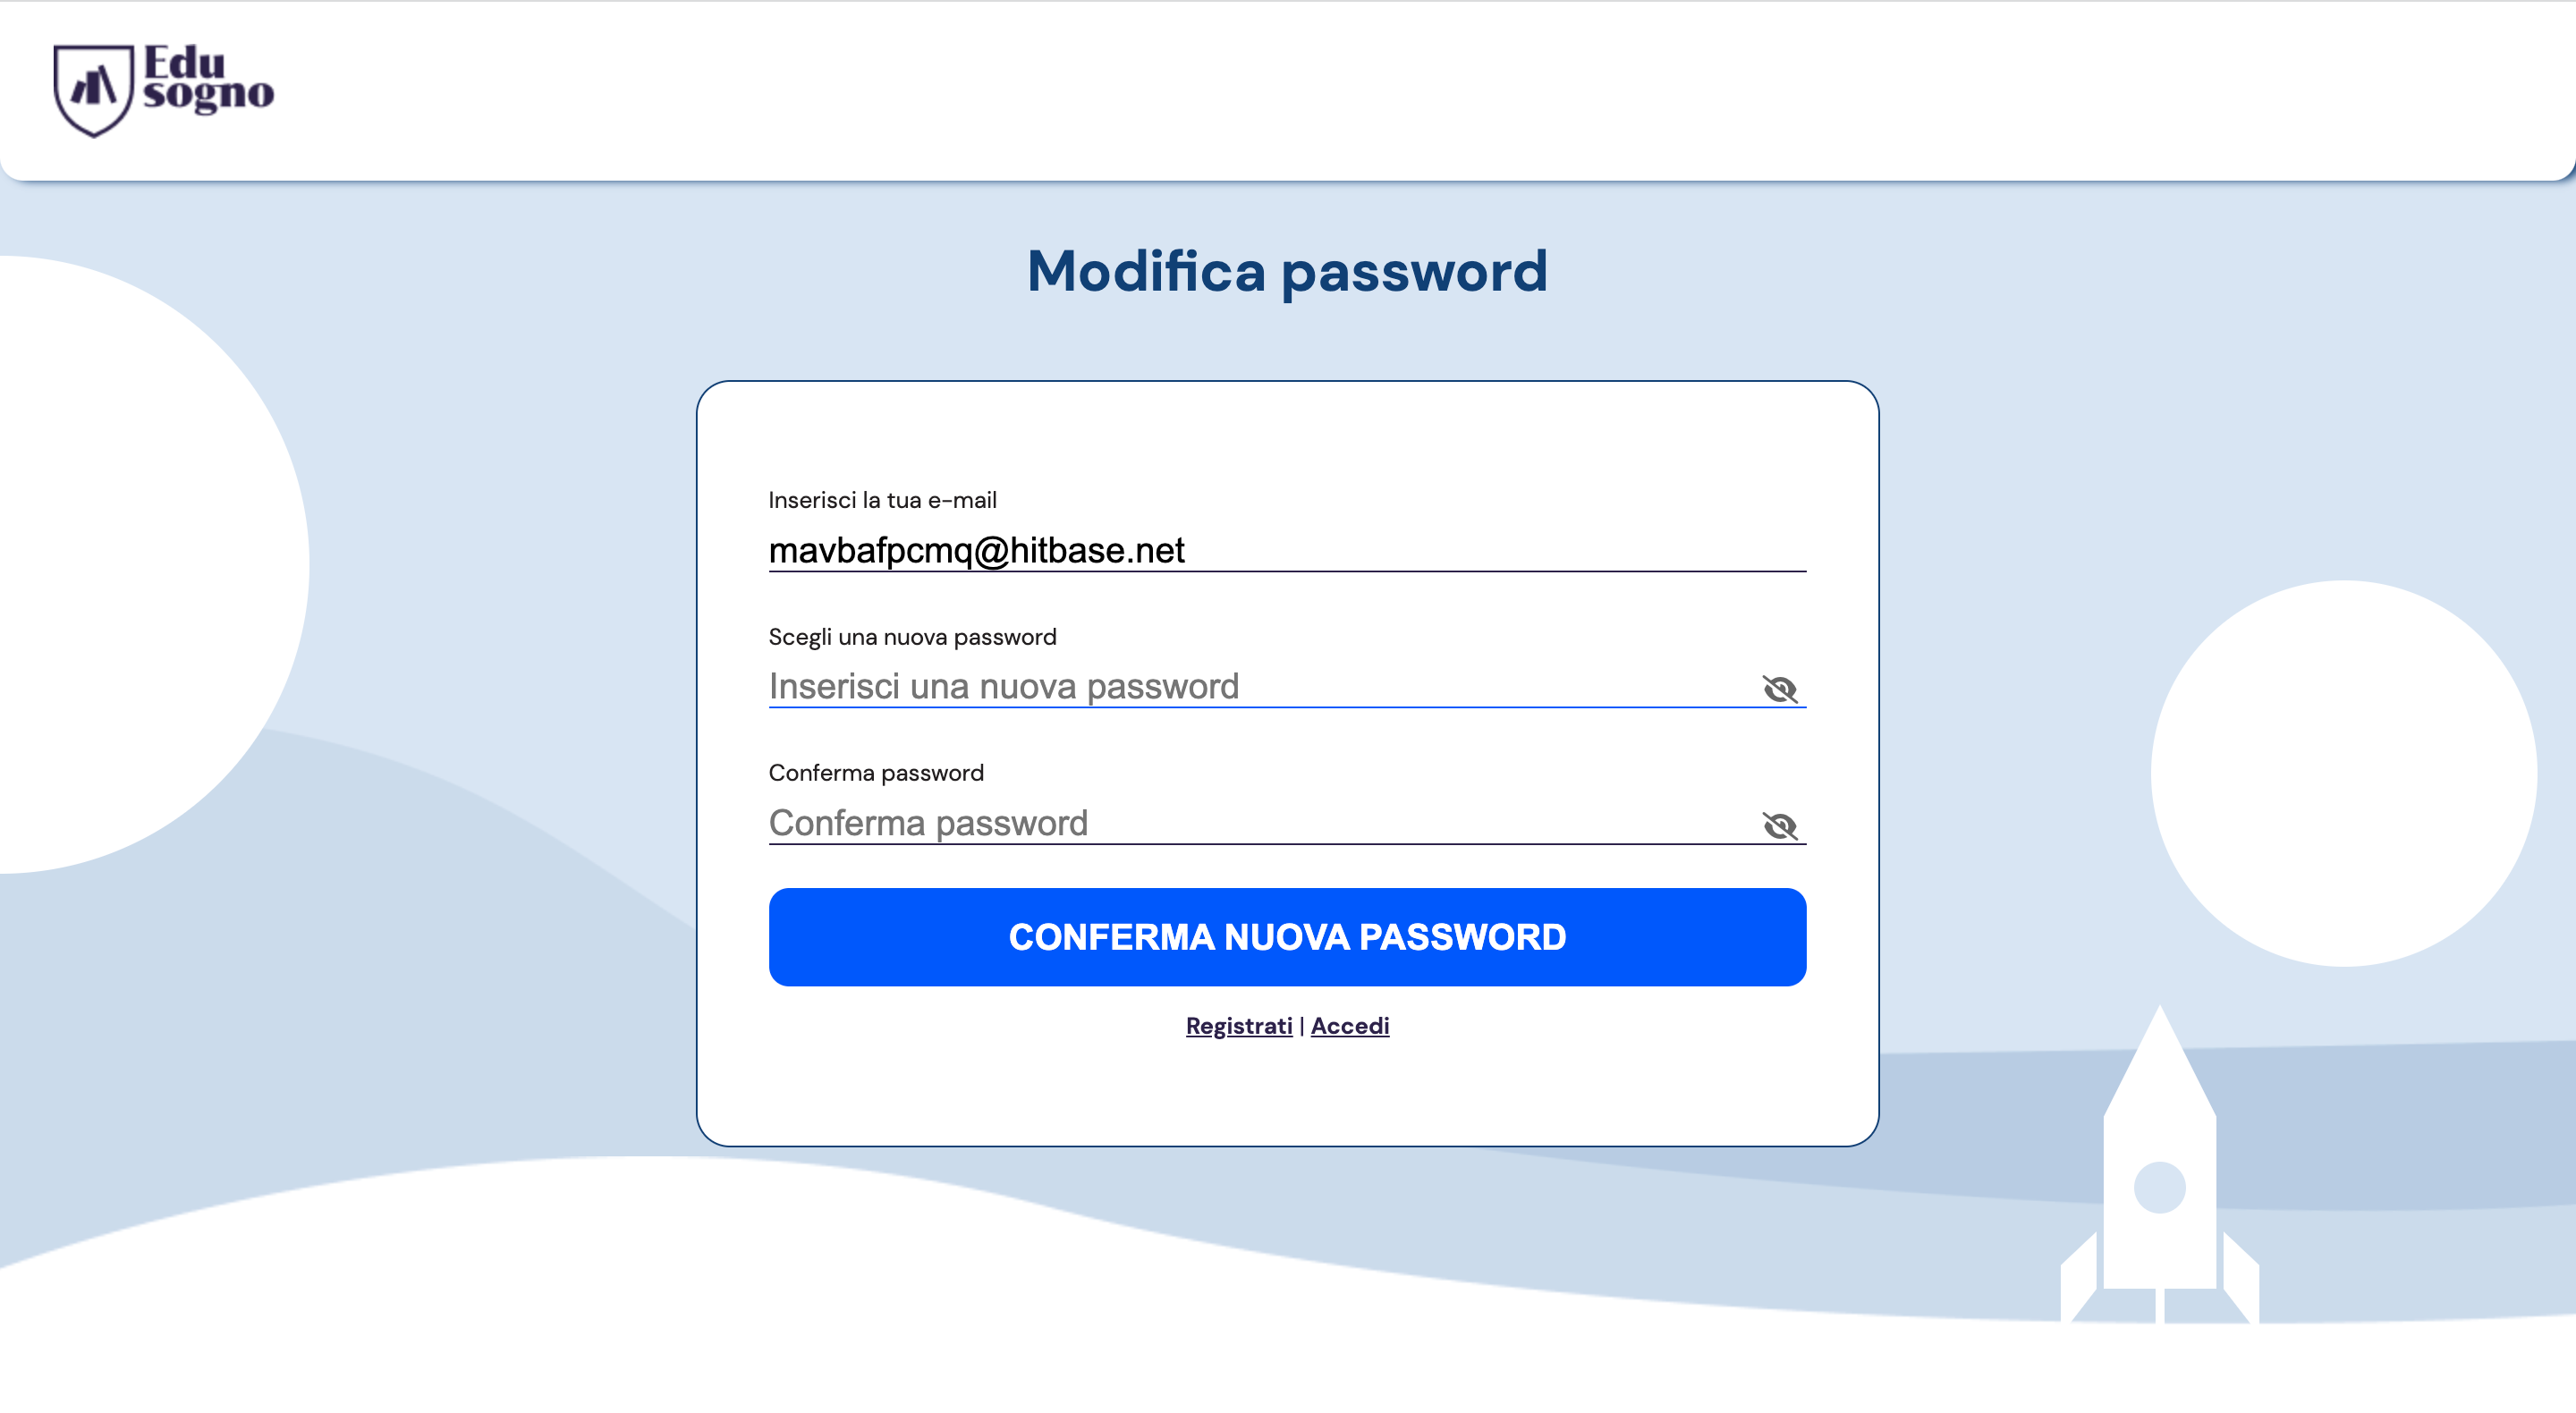 Edu
sogno
Modifica password
Inserisci la tua e-mail
mavbafpcmq@hitbase.net
Scegli una nuova password
Inserisci una nuova password
Conferma password
Conferma password
CONFERMA NUOVA PASSWORD
Registrati | Accedi